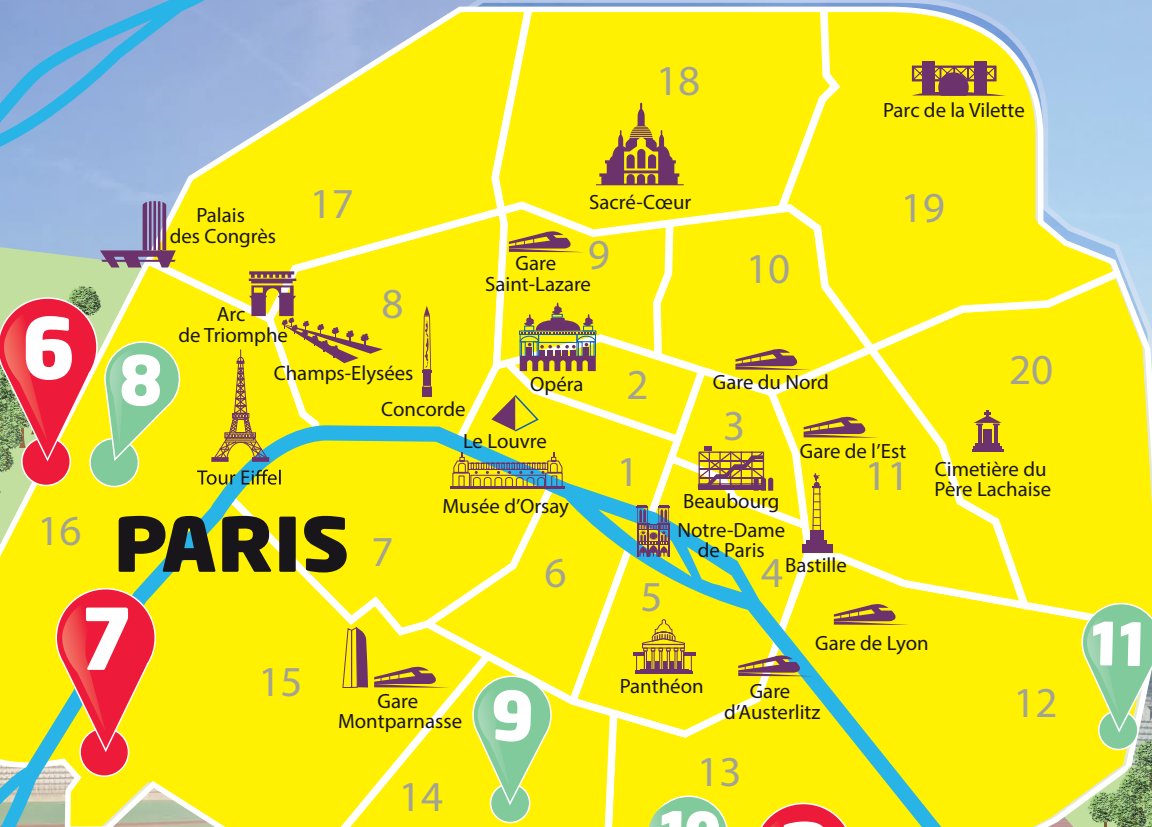 18
Parc de la Vilette
Sacré-Cœur
17
19
Palais
des Congrès
9
Gare
Saint-Lazare
10
8
Arc
de Triomphe
6
8
Champs-Elysées
Opéra
2
Gare du Nord
20
Concorde
3
Le Louvre
Gare de l'Est
Tour Eiffel
1
11
Cimetière du
Père Lachaise
Musée d'Orsay
Beaubourg
16
PARIS
7
Notre-Dame
de Paris
Bastille
6
4
5
7
Gare de Lyon
11
15
Panthéon
Gare
d'Austerlitz
Gare
Montparnasse
9
12
14
13
10